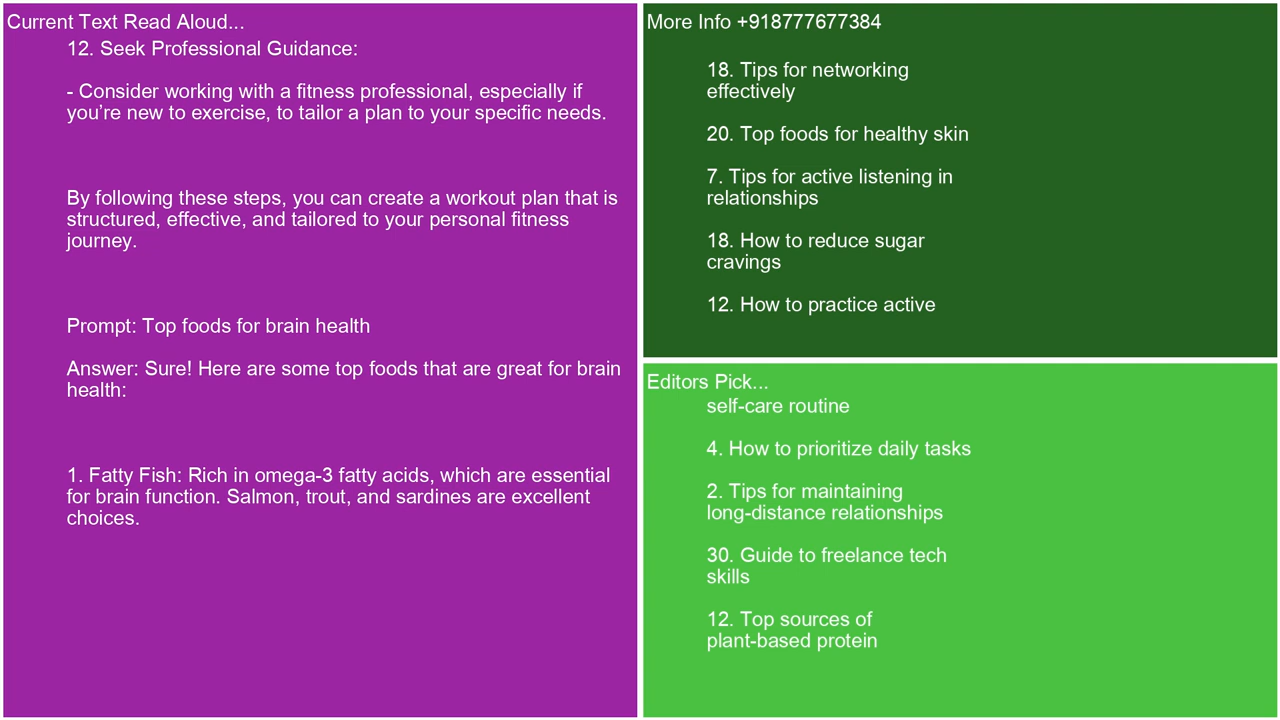 Current Text Read Aloud...
12. Seek Professional Guidance:
- Consider working with a fitness professional, especially if
you’re new to exercise, to tailor a plan to your specific needs.
By following these steps, you can create a workout plan that is
structured, effective, and tailored to your personal fitness
journey.
Prompt: Top foods for brain health
Answer: Sure! Here are some top foods that are great for brain
health:
1. Fatty Fish: Rich in omega-3 fatty acids, which are essential
for brain function. Salmon, trout, and sardines are excellent
choices.
More Info +918777677384
18. Tips for networking
effectively
20. Top foods for healthy skin
7. Tips for active listening in
relationships
18. How to reduce sugar
cravings
12. How to practice active
Editors Pick...
self-care routine
4. How to prioritize daily tasks
2. Tips for maintaining
long-distance relationships
30. Guide to freelance tech
skills
12. Top sources of
plant-based protein